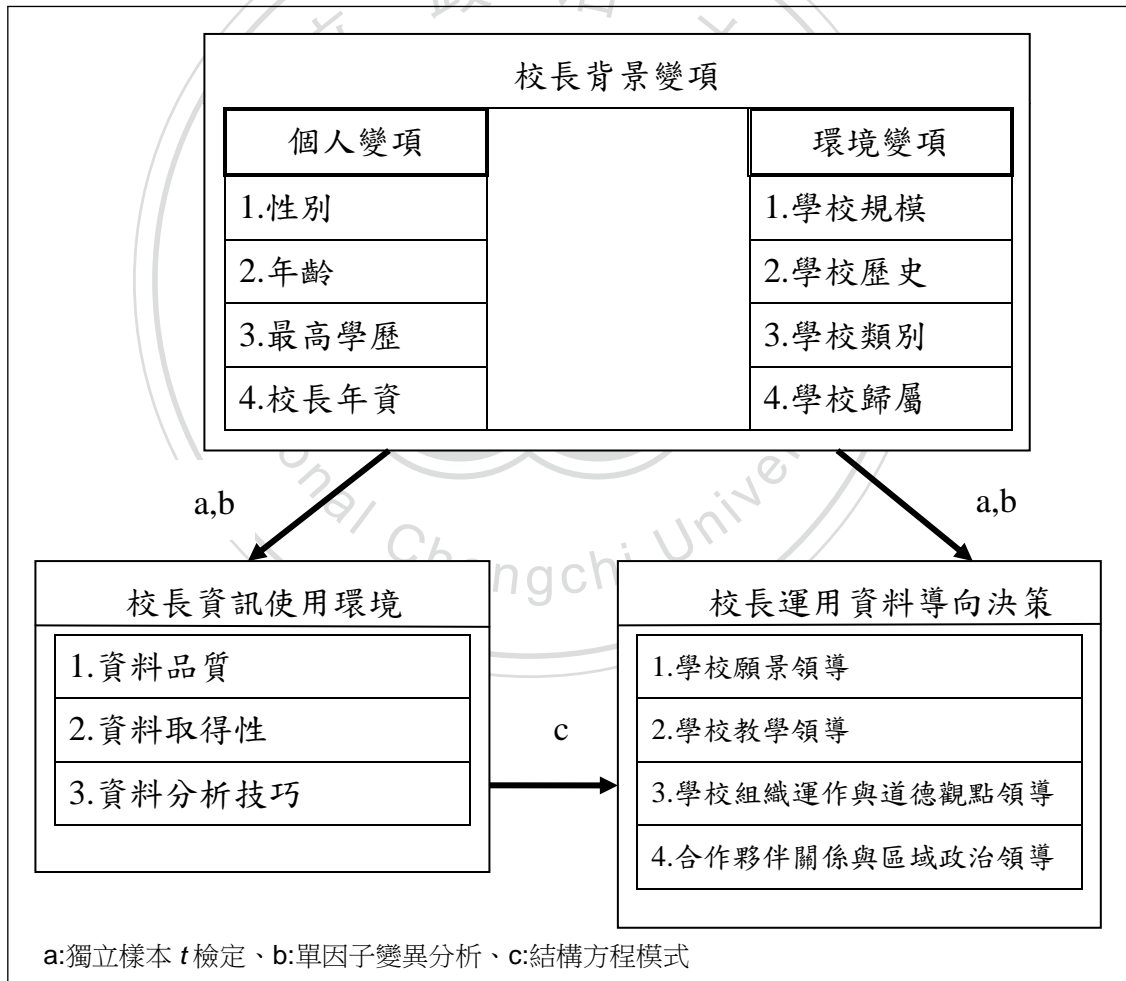 校長背景變項
個人變項
1.性別
2.年齡
3.最高學歷
4.校長年資
環境變項
1.學校規模
2.學校歷史
3.學校類別
4.學校歸屬
a,b
a,b
校長資訊使用環境
1.資料品質
2.資料取得性
3.資料分析技巧
c
校長運用資料導向決策
1.學校願景領導
2.學校教學領導
3.學校組織運作與道德觀點領導
4.合作夥伴關係與區域政治領導
a:獨立樣本 t 檢定、b:單因子變異分析、c:結構方程模式
onal Chengchi Univer